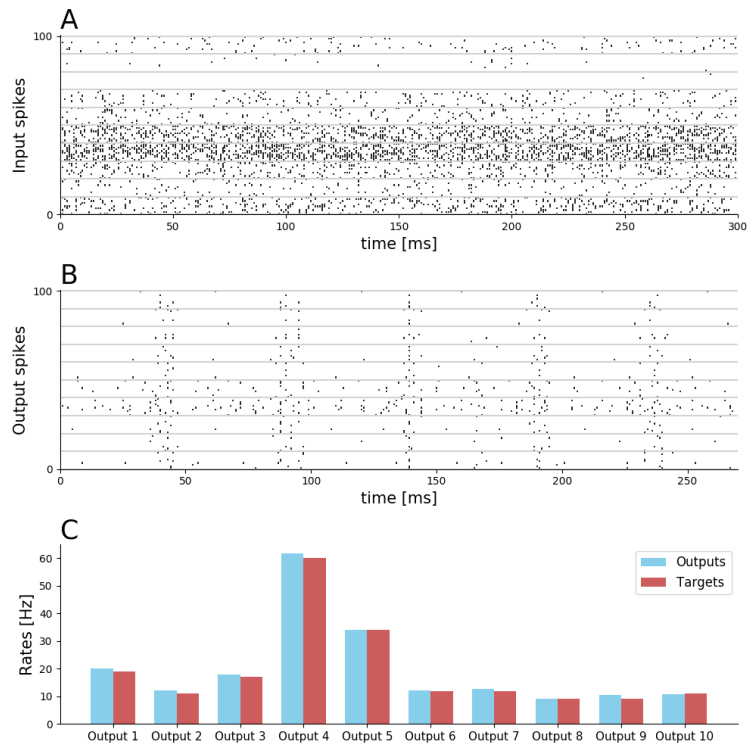 A
Input spikes
100
0
0 50 100 150 200 250 300
time [ms]
B
Output spikes
100
0
0 50 100 150 200 250
time [ms]
C
Rates [Hz]
60
50
40
30
20
10
0
Outputs
Targets
Output 1 Output 2 Output 3 Output 4 Output 5 Output 6 Output 7 Output 8 Output 9 Output 10